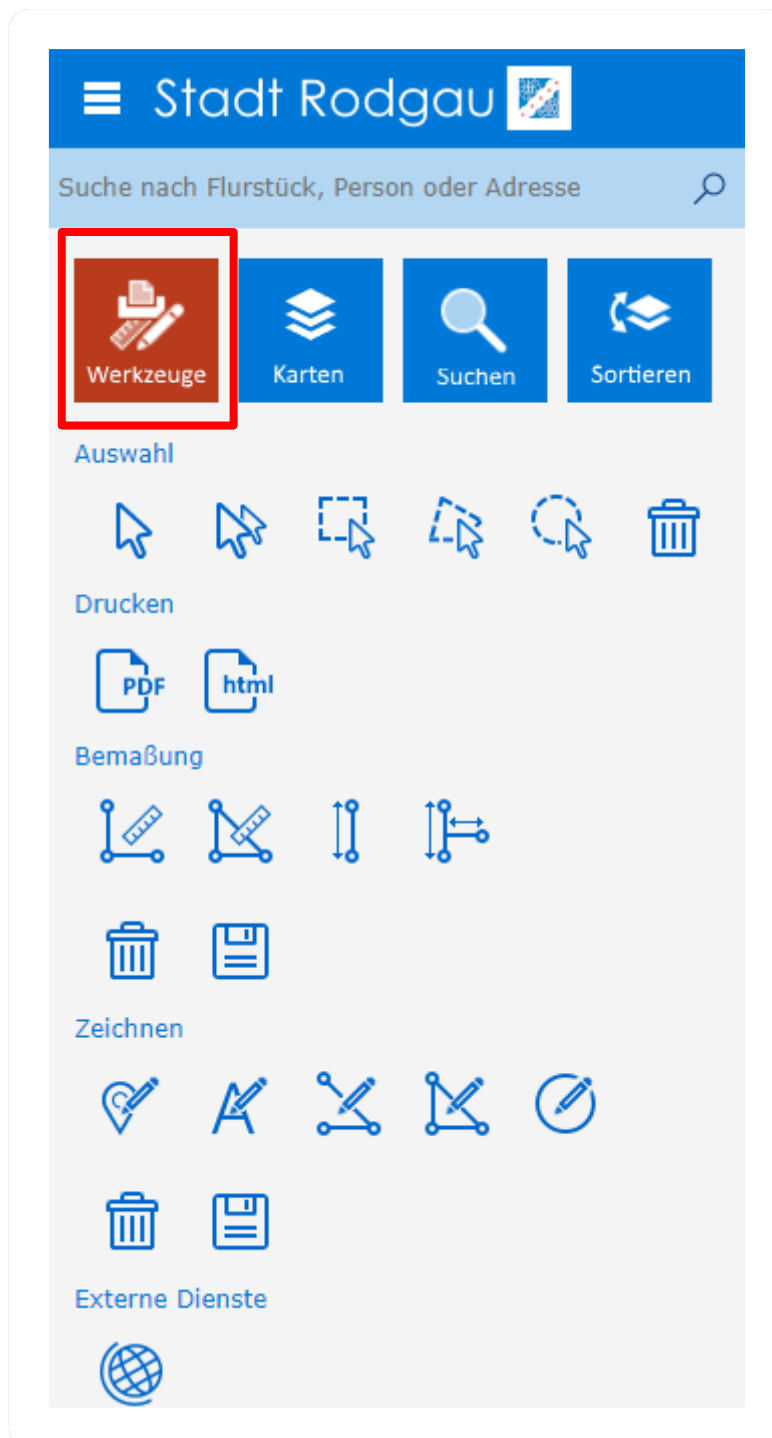 Stadt Rodgau
Suche nach Flurstück, Person oder Adresse
Werkzeuge Karten Suchen Sortieren
Auswahl
Drucken
PDF html
Bemaßung
Zeichnen
Externe Dienste